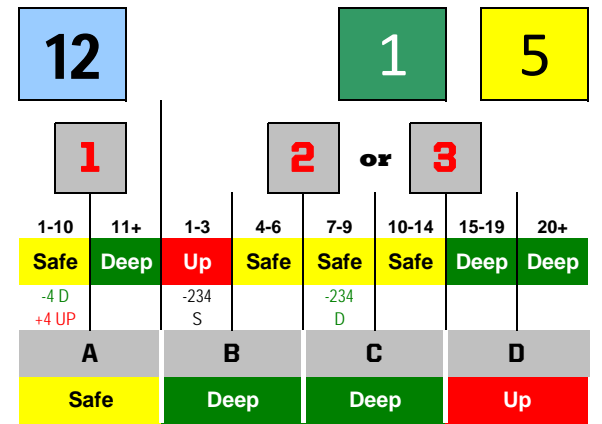 12 1 5
1 2 or 3
1-10 11+ 1-3 4-6 7-9 10-14 15-19 20+
Safe Deep Up Safe Safe Safe Deep Deep
-4 D -234 -234
+4 UP S D
A B C D
Safe Deep Deep Up